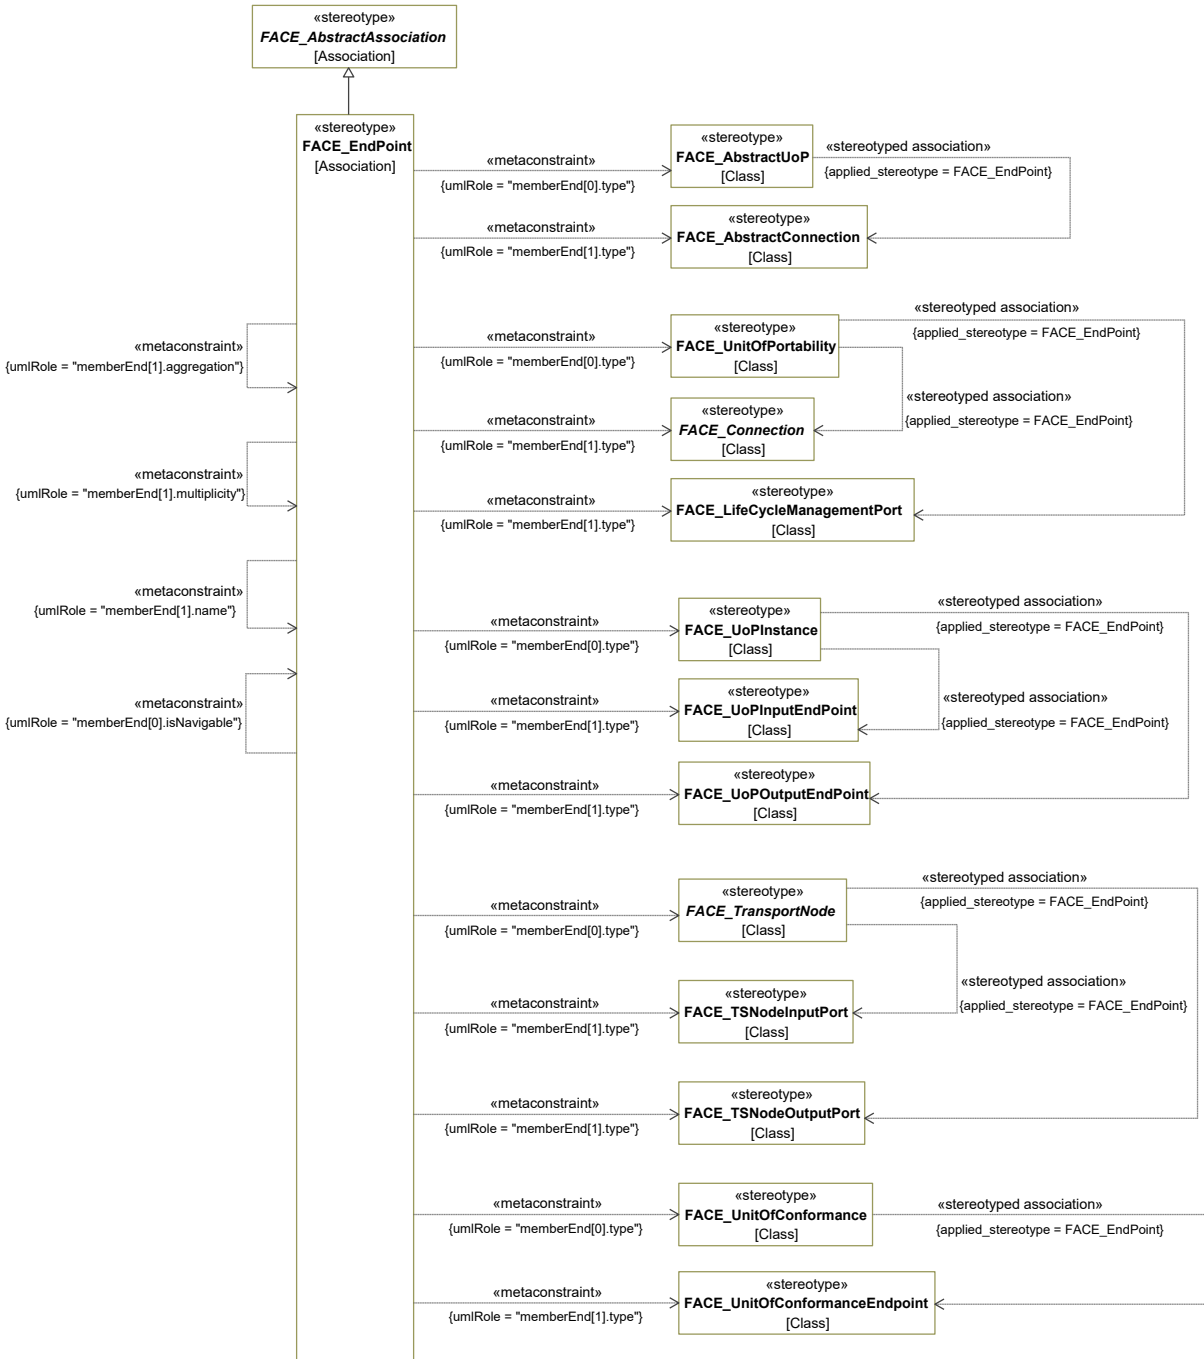 «stereotype»
FACE_AbstractAssociation
[Association]
«stereotype»
FACE_EndPoint
[Association]
«metaconstraint»
{umlRole = "memberEnd[0].type"}
«stereotype»
FACE_AbstractUoP
[Class]
«stereotyped association»
{applied_stereotype = FACE_EndPoint}
«metaconstraint»
{umlRole = "memberEnd[1].type"}
«stereotype»
FACE_AbstractConnection
[Class]
«metaconstraint»
{umlRole = "memberEnd[1].aggregation"}
«metaconstraint»
{umlRole = "memberEnd[0].type"}
«stereotype»
FACE_UnitOfPortability
[Class]
«stereotyped association»
{applied_stereotype = FACE_EndPoint}
«stereotyped association»
{applied_stereotype = FACE_EndPoint}
«metaconstraint»
{umlRole = "memberEnd[1].type"}
«stereotype»
FACE_Connection
[Class]
«metaconstraint»
{umlRole = "memberEnd[1].multiplicity"}
«metaconstraint»
{umlRole = "memberEnd[1].type"}
«stereotype»
FACE_LifeCycleManagementPort
[Class]
«metaconstraint»
{umlRole = "memberEnd[1].name"}
«metaconstraint»
{umlRole = "memberEnd[0].type"}
«stereotype»
FACE_UoPInstance
[Class]
«stereotyped association»
{applied_stereotype = FACE_EndPoint}
«metaconstraint»
{umlRole = "memberEnd[0].isNavigable"}
«metaconstraint»
{umlRole = "memberEnd[1].type"}
«stereotype»
FACE_UoPInputEndPoint
[Class]
«stereotyped association»
{applied_stereotype = FACE_EndPoint}
«metaconstraint»
{umlRole = "memberEnd[1].type"}
«stereotype»
FACE_UoPOutputEndPoint
[Class]
«metaconstraint»
{umlRole = "memberEnd[0].type"}
«stereotype»
FACE_TransportNode
[Class]
«stereotyped association»
{applied_stereotype = FACE_EndPoint}
«stereotyped association»
{applied_stereotype = FACE_EndPoint}
«metaconstraint»
{umlRole = "memberEnd[1].type"}
«stereotype»
FACE_TSNodeInputPort
[Class]
«metaconstraint»
{umlRole = "memberEnd[1].type"}
«stereotype»
FACE_TSNodeOutputPort
[Class]
«metaconstraint»
{umlRole = "memberEnd[0].type"}
«stereotype»
FACE_UnitOfConformance
[Class]
«stereotyped association»
{applied_stereotype = FACE_EndPoint}
«metaconstraint»
{umlRole = "memberEnd[1].type"}
«stereotype»
FACE_UnitOfConformanceEndpoint
[Class]